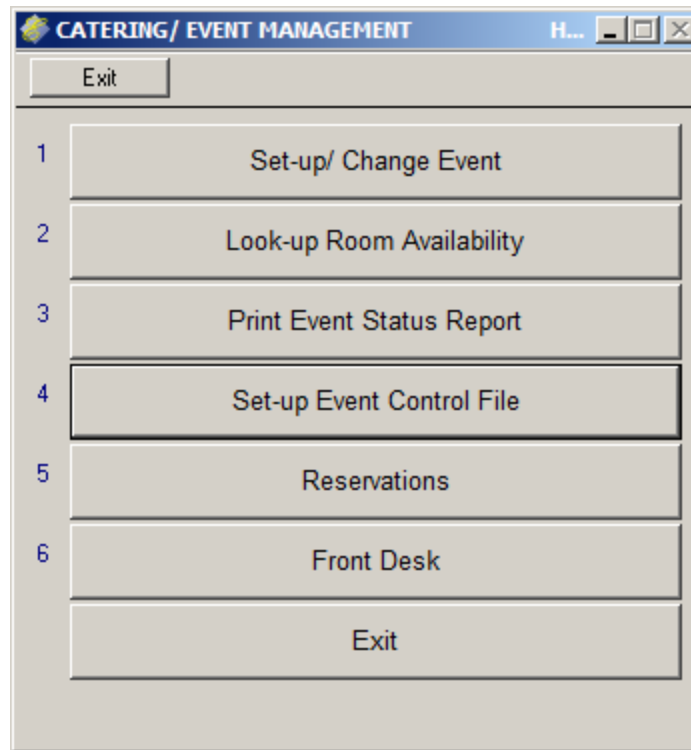 CATERING/ EVENT MANAGEMENT H...
Exit
1 Set-up/ Change Event
2 Look-up Room Availability
3 Print Event Status Report
4 Set-up Event Control File
5 Reservations
6 Front Desk
Exit